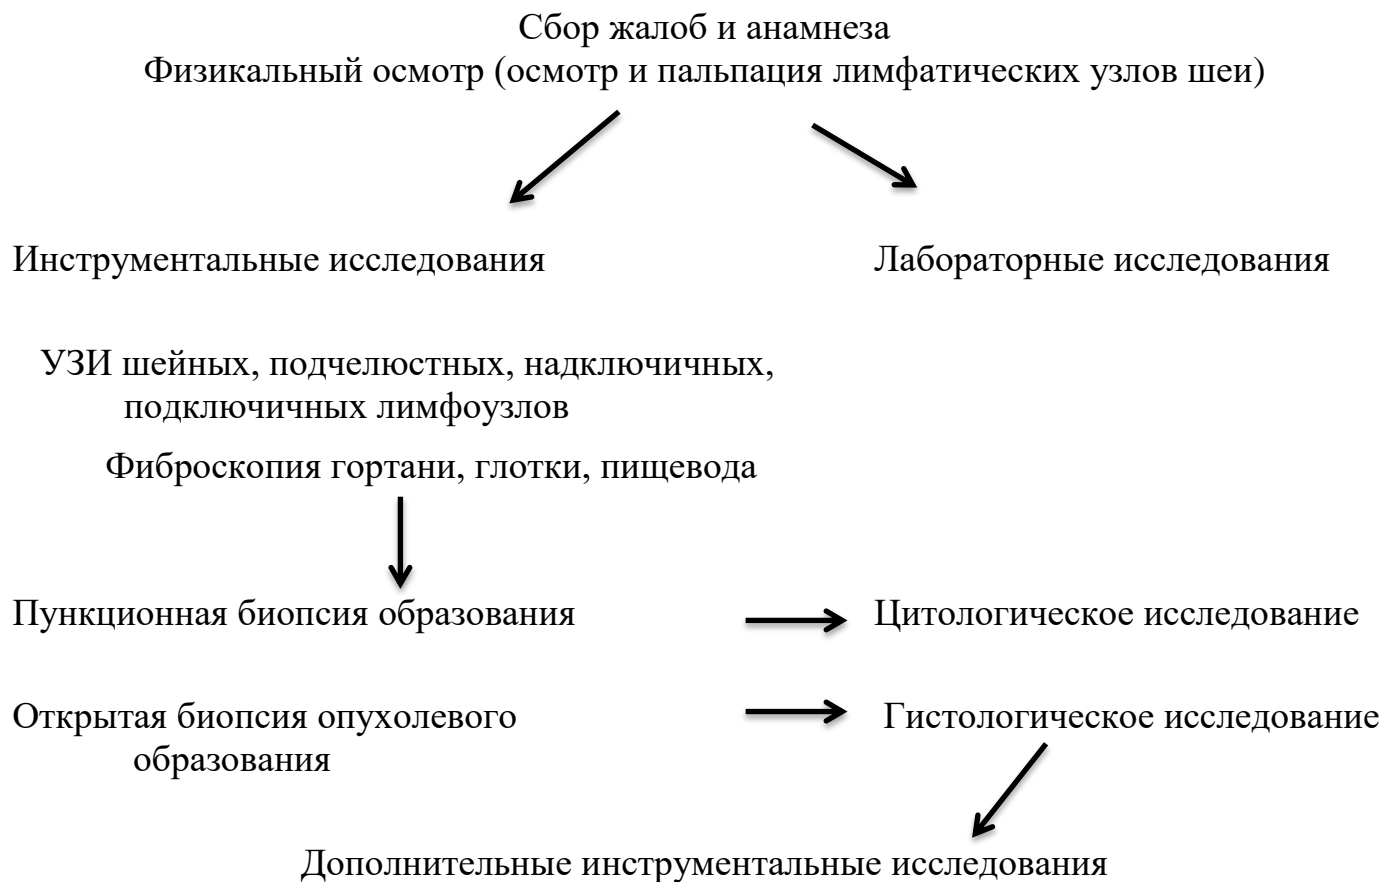 Сбор жалоб и анамнеза
Физикальный осмотр (осмотр и пальпация лимфатических узлов шеи)
Инструментальные исследования
Лабораторные исследования
УЗИ шейных, подчелюстных, надключичных,
подключичных лимфоузлов
Фиброскопия гортани, глотки, пищевода
Пункционная биопсия образования
Цитологическое исследование
Открытая биопсия опухолевого
образования
Гистологическое исследование
Дополнительные инструментальные исследования